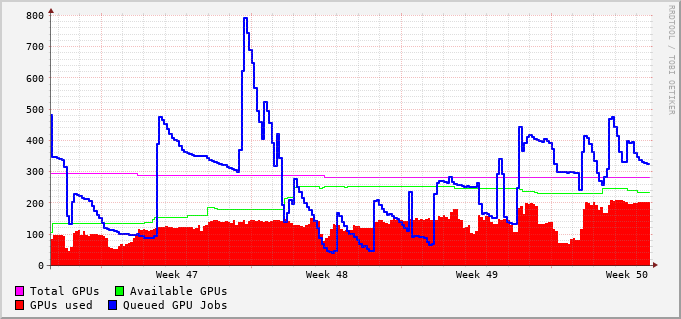 800
700
600
500
400
300
200
100
0
Week 47 Week 48 Week 49 Week 50
Total GPUs Available GPUs
GPUs used Queued GPU Jobs
RRDTOOL / TOBI OETIKER